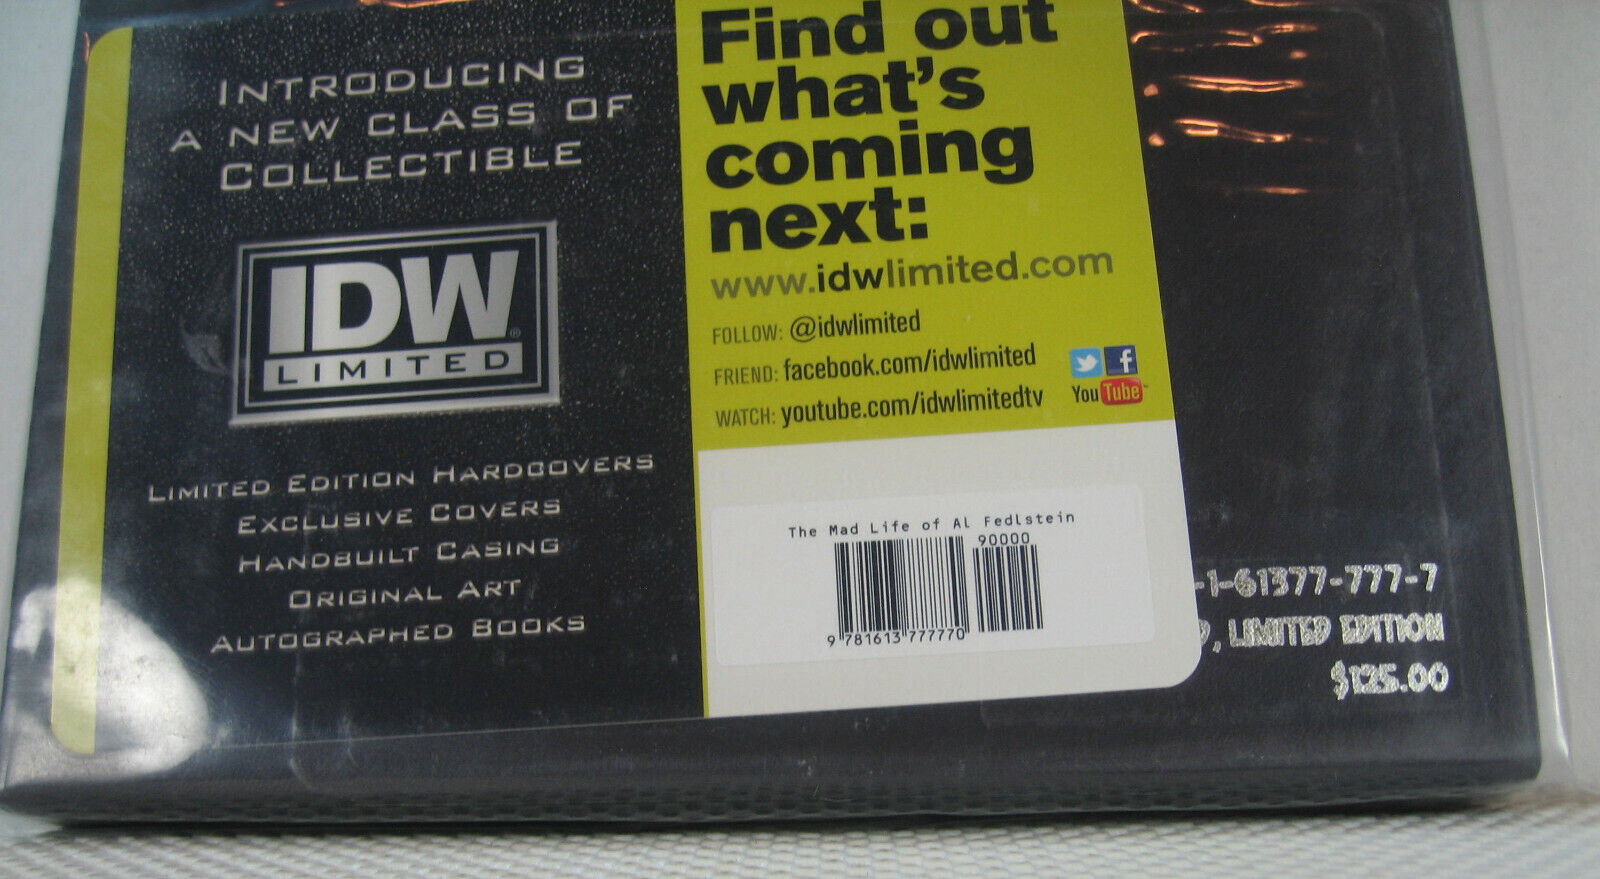 INTRODUCING
A NEW CLASS OF
COLLECTIBLE
IDW®
LIMITED
LIMITED EDITION HARDCOVERS
EXCLUSIVE COVERS
HANDBUILT CASING
ORIGINAL ART
AUTOGRAPHED BOOKS
Find out
what's
coming
next:
www.idwlimited.com
FOLLOW: @idwlimited
FRIEND: facebook.com/idwlimited
WATCH: youtube.com/idwlimitedtv
f
YouTube™
The Mad Life of Al Fedlstein
90000
9 781613 777770
-1-61377-777-7
, LIMITED EDITION
$125.00